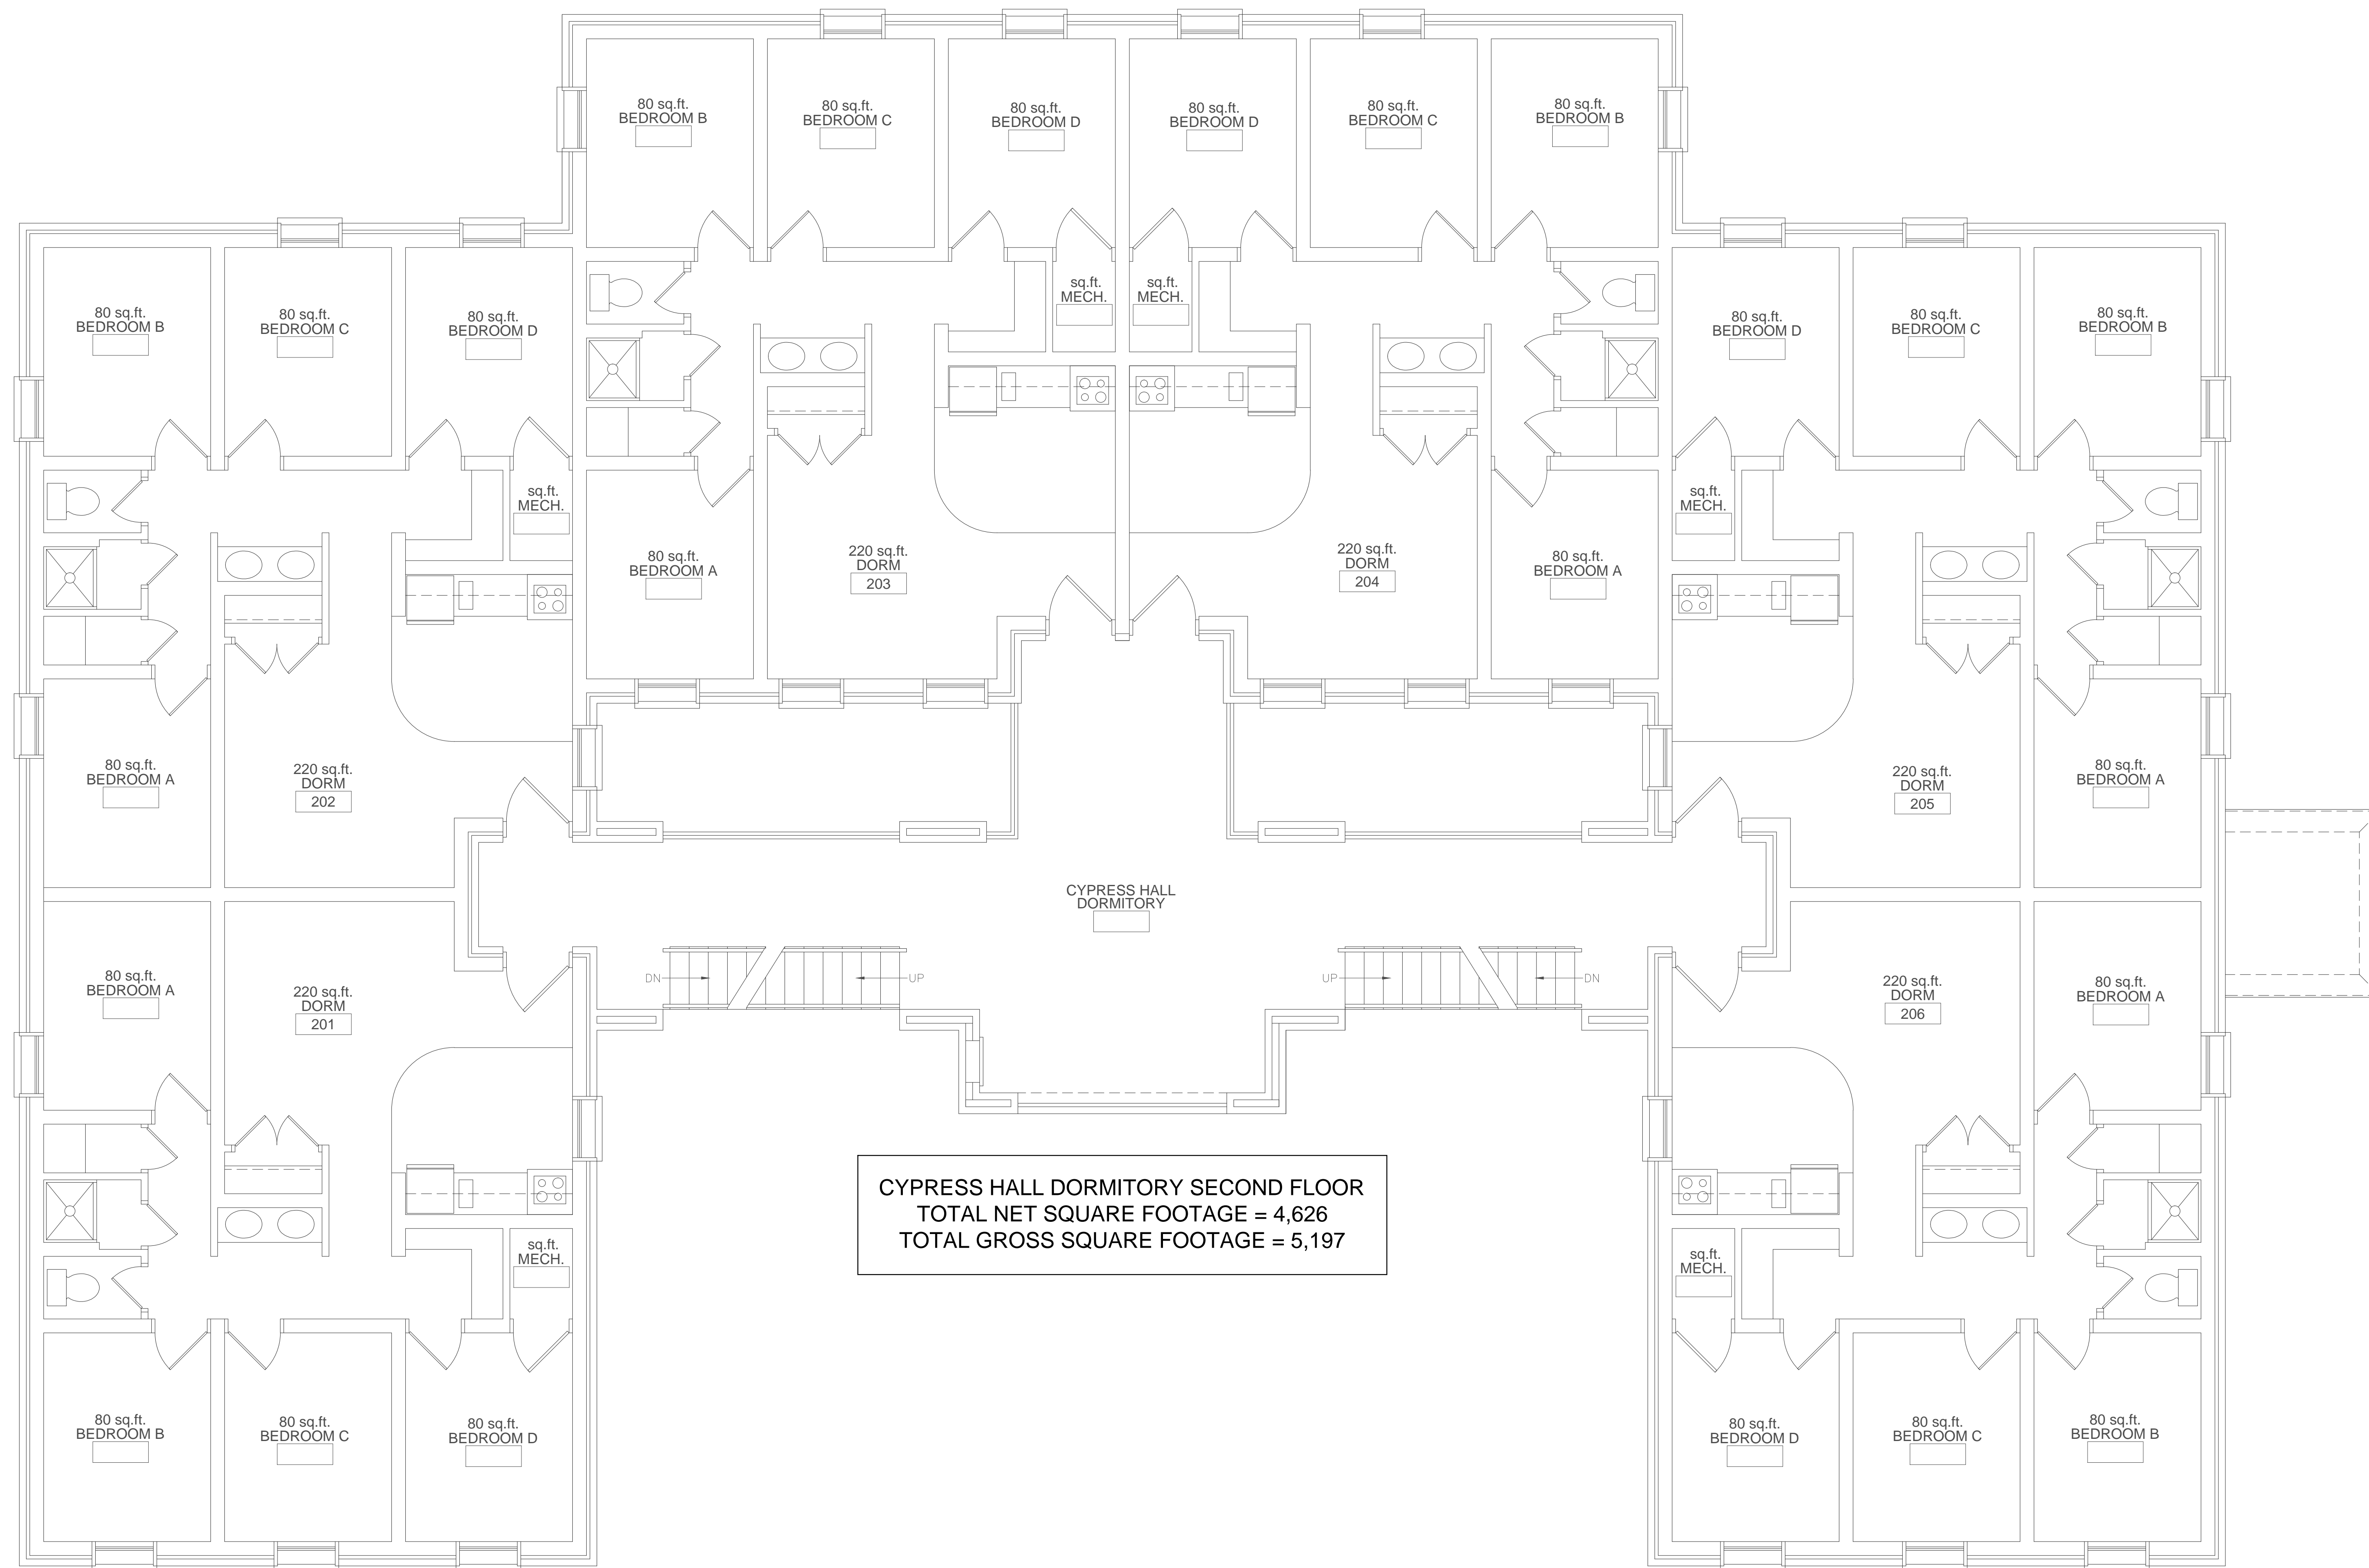 80 sq.ft.
BEDROOM B
80 sq.ft.
BEDROOM C
80 sq.ft.
BEDROOM D
80 sq.ft.
BEDROOM D
80 sq.ft.
BEDROOM C
80 sq.ft.
BEDROOM B
sq.ft.
MECH.
sq.ft.
MECH.
80 sq.ft.
BEDROOM B
80 sq.ft.
BEDROOM C
80 sq.ft.
BEDROOM D
80 sq.ft.
BEDROOM D
80 sq.ft.
BEDROOM C
80 sq.ft.
BEDROOM B
sq.ft.
MECH.
sq.ft.
MECH.
80 sq.ft.
BEDROOM A
220 sq.ft.
DORM
203
220 sq.ft.
DORM
204
80 sq.ft.
BEDROOM A
80 sq.ft.
BEDROOM A
220 sq.ft.
DORM
202
220 sq.ft.
DORM
205
80 sq.ft.
BEDROOM A
CYPRESS HALL
DORMITORY
80 sq.ft.
BEDROOM A
220 sq.ft.
DORM
201
DN
UP
UP
DN
220 sq.ft.
DORM
206
80 sq.ft.
BEDROOM A
CYPRESS HALL DORMITORY SECOND FLOOR
TOTAL NET SQUARE FOOTAGE = 4,626
TOTAL GROSS SQUARE FOOTAGE = 5,197
sq.ft.
MECH.
sq.ft.
MECH.
80 sq.ft.
BEDROOM B
80 sq.ft.
BEDROOM C
80 sq.ft.
BEDROOM D
80 sq.ft.
BEDROOM D
80 sq.ft.
BEDROOM C
80 sq.ft.
BEDROOM B